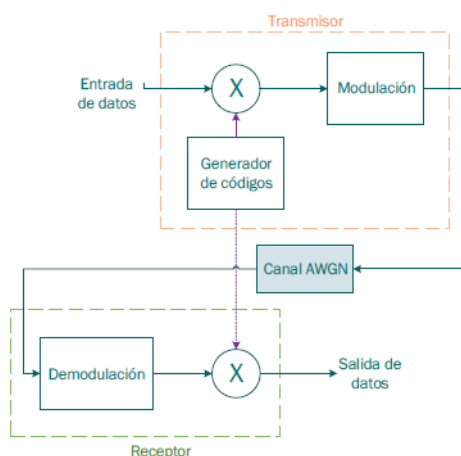 Transmisor
Entrada
de datos
X
Modulación
Generador
de códigos
Canal AWGN
Demodulación
X
Salida de
datos
Receptor